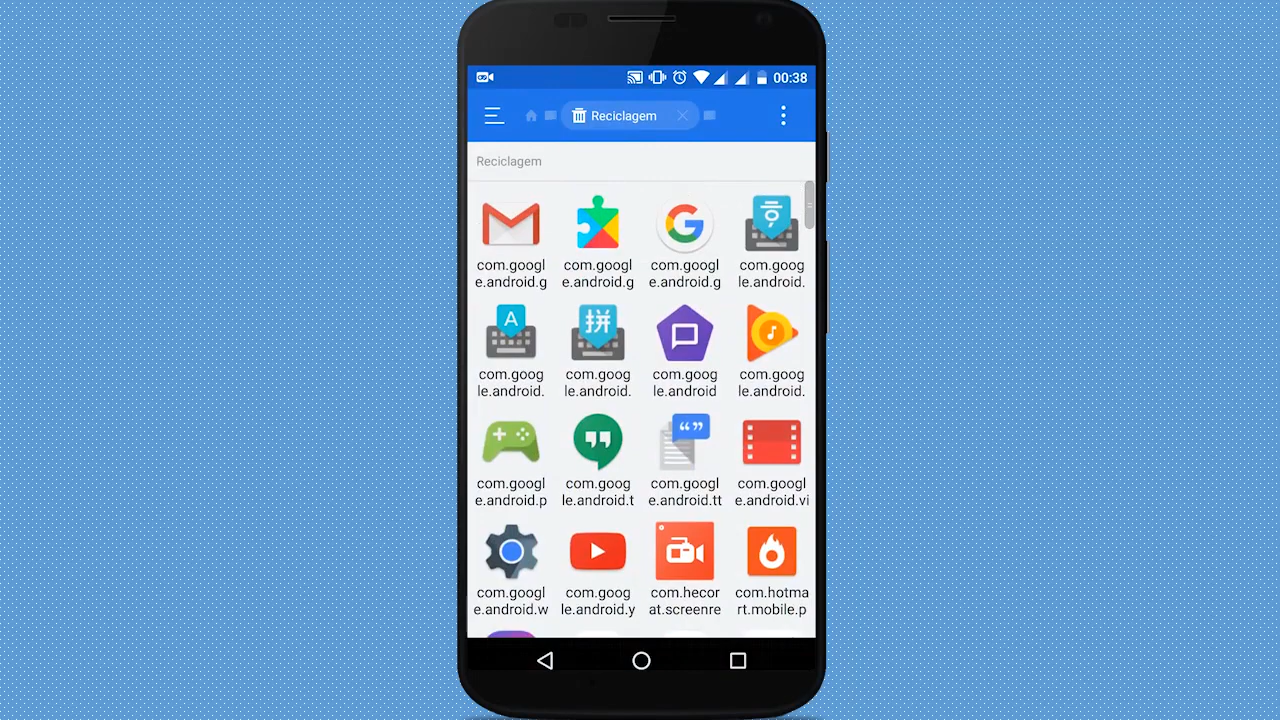 00:38
Reciclagem
Reciclagem
com.googl
e.android.g
com.googl
e.android.g
com.googl
e.android.g
com.goog
le.android.
com.goog
le.android.
com.goog
le.android.
com.goog
le.android
com.goog
le.android.
com.googl
e.android.p
com.goog
le.android.t
com.googl
e.android.tt
com.googl
e.android.vi
com.googl
e.android.w
com.goog
le.android.y
com.hecor
at.screenre
com.hotma
rt.mobile.p